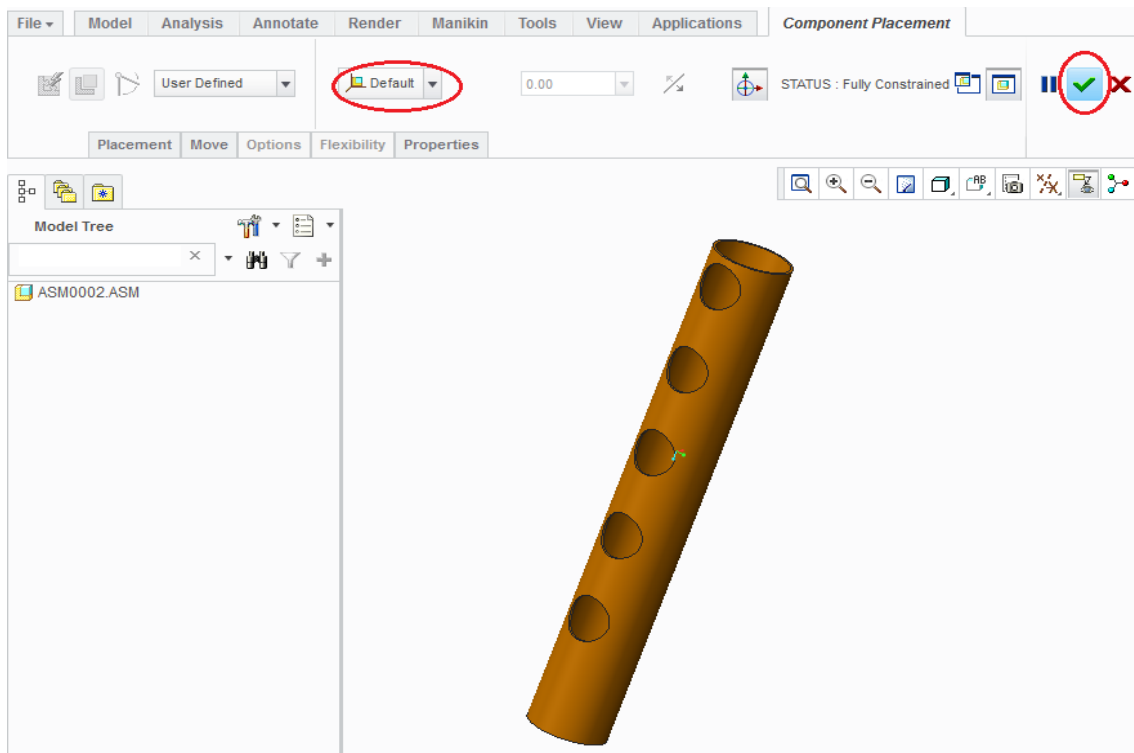 File Model Analysis Annotate Render Manikin Tools View Applications Component Placement
User Defined Default 0.00 STATUS : Fully Constrained
Placement Move Options Flexibility Properties
AB
Model Tree
ASM0002.ASM